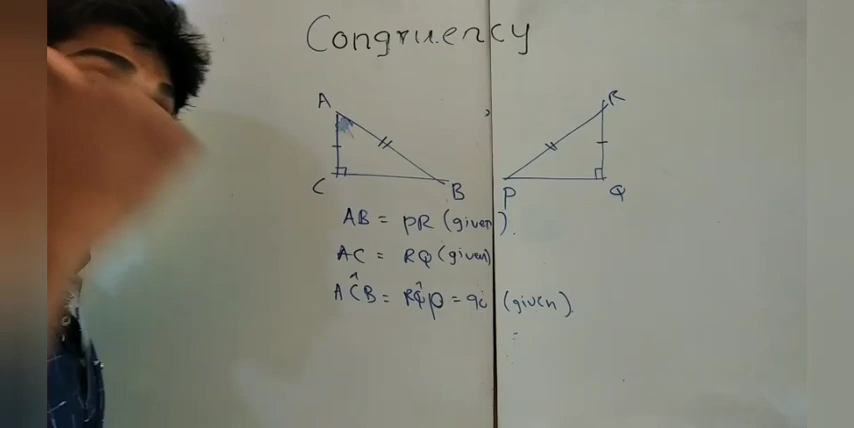 Congruency
A
R
C
B
P
Q
AB = PR (given).
AC = RQ (given)
AĈB = RQ̂P = 90° (given)